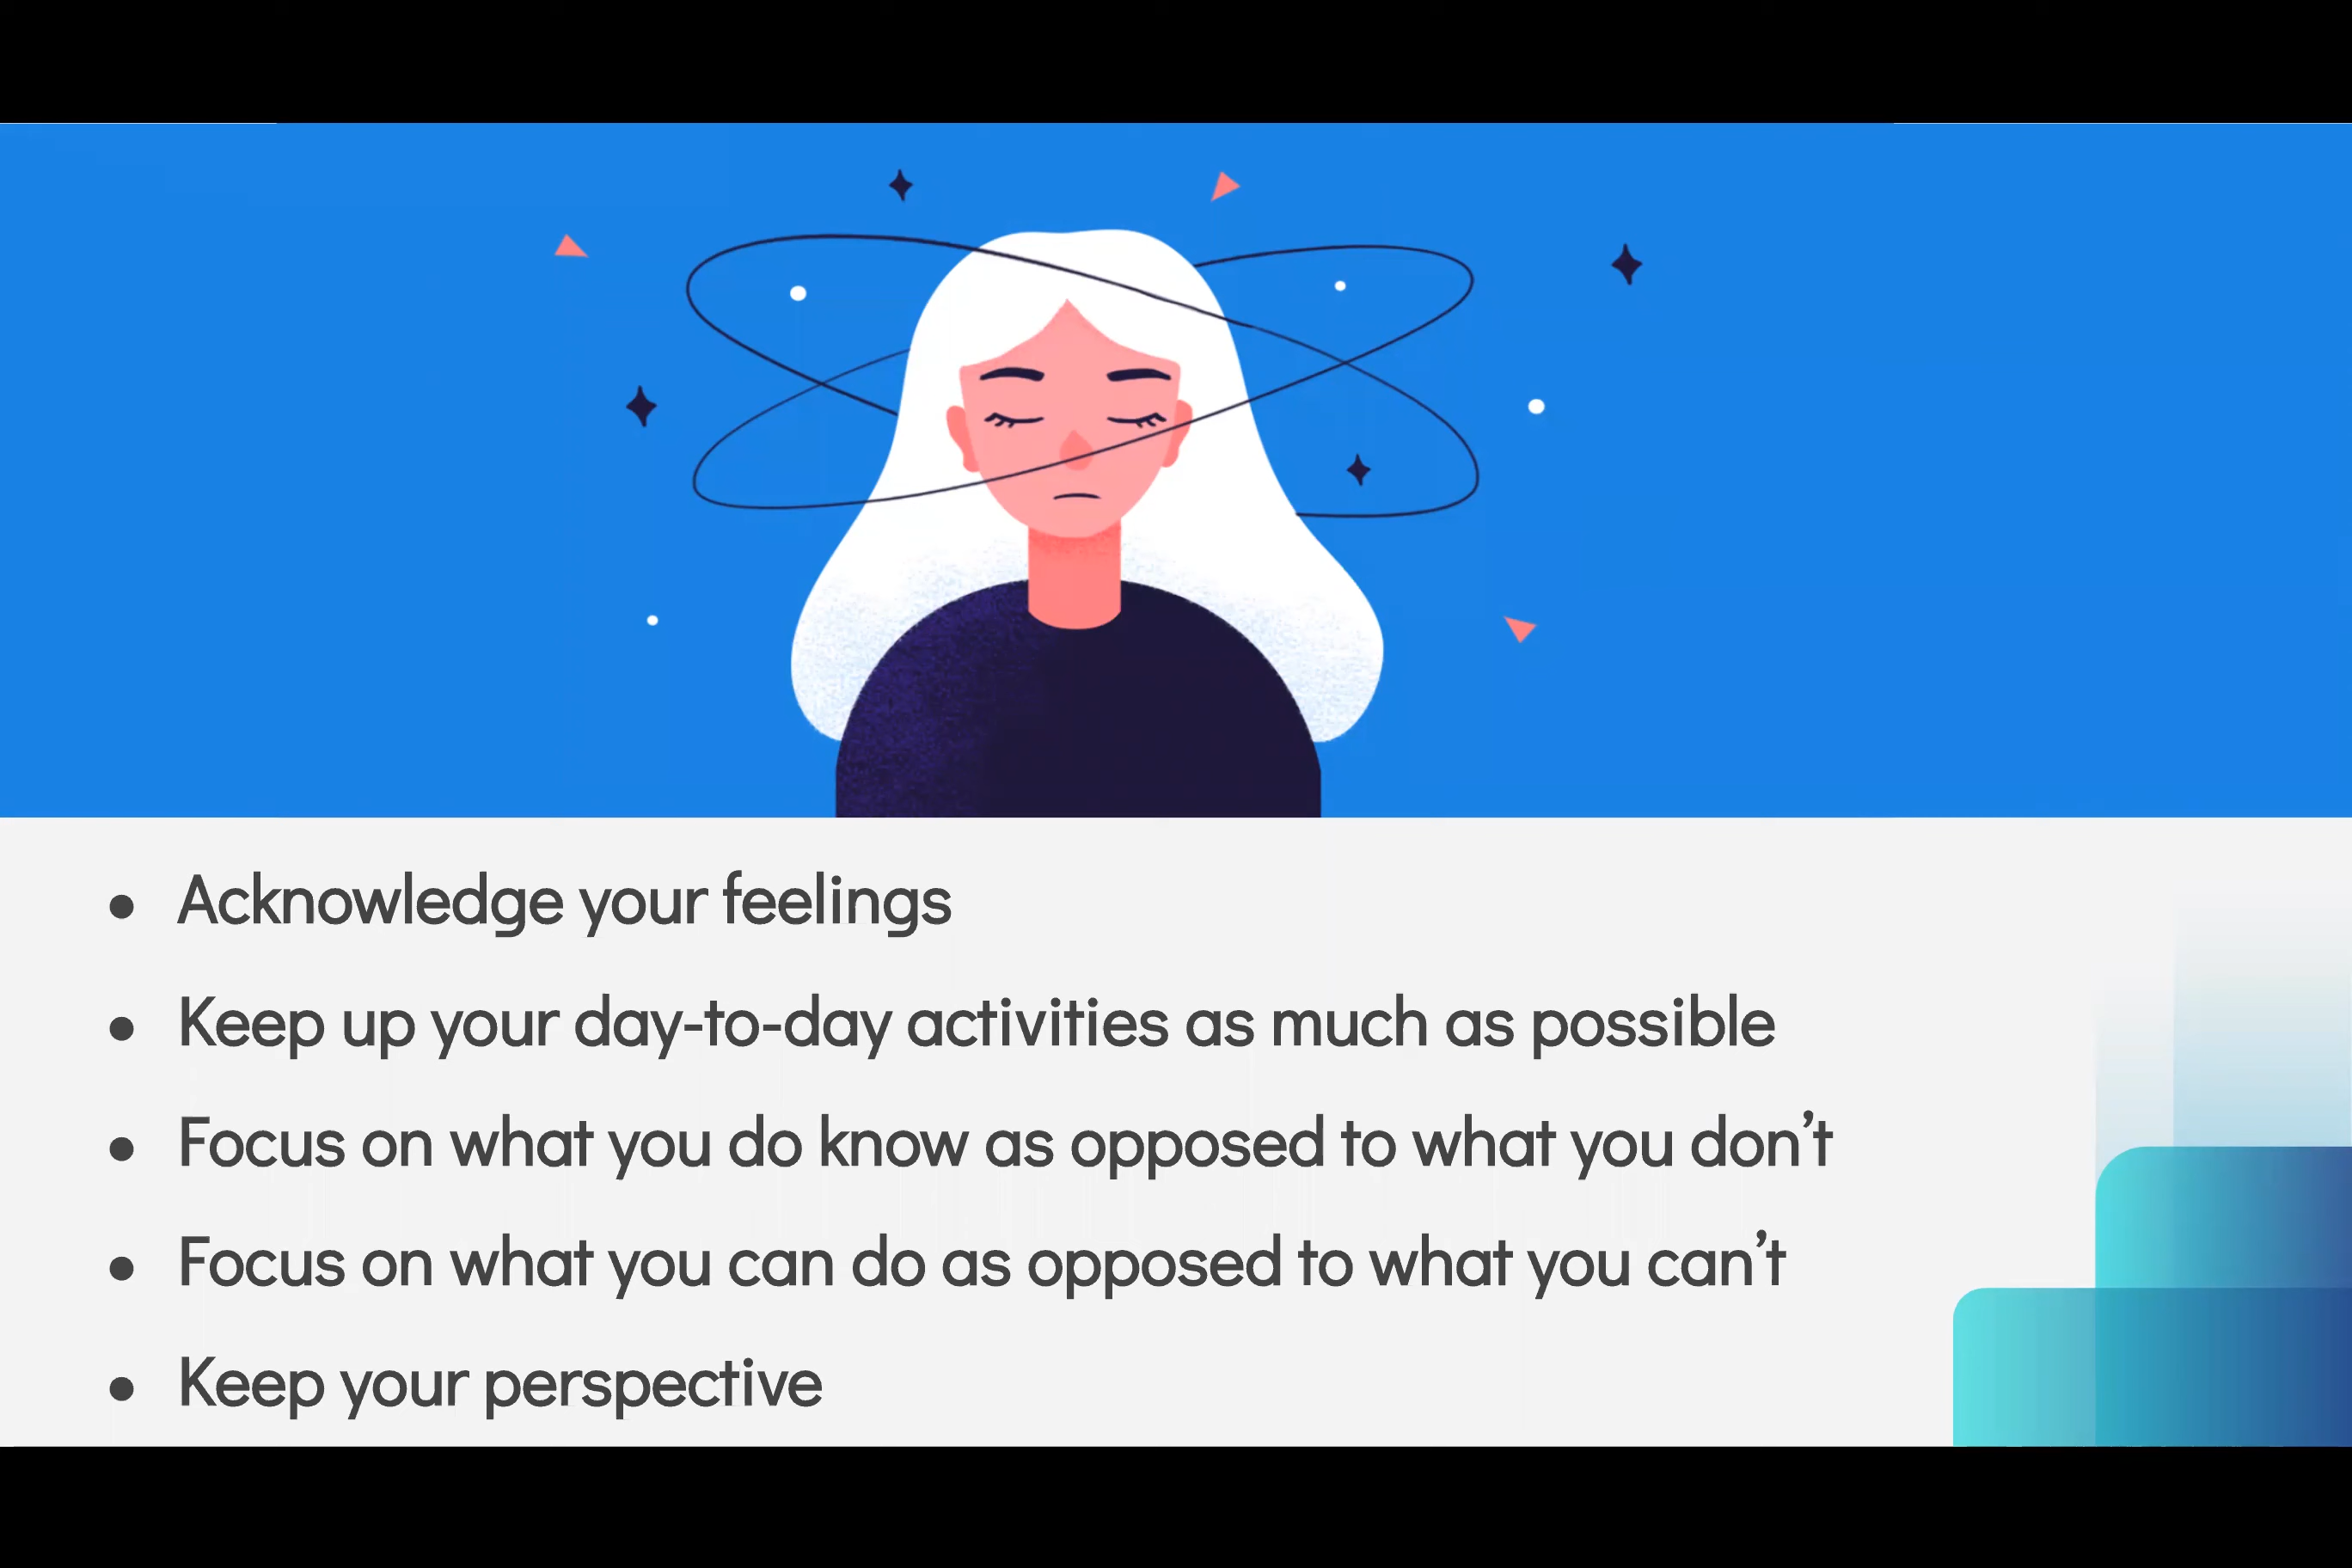 • Acknowledge your feelings
• Keep up your day-to-day activities as much as possible
• Focus on what you do know as opposed to what you don’t
• Focus on what you can do as opposed to what you can’t
• Keep your perspective